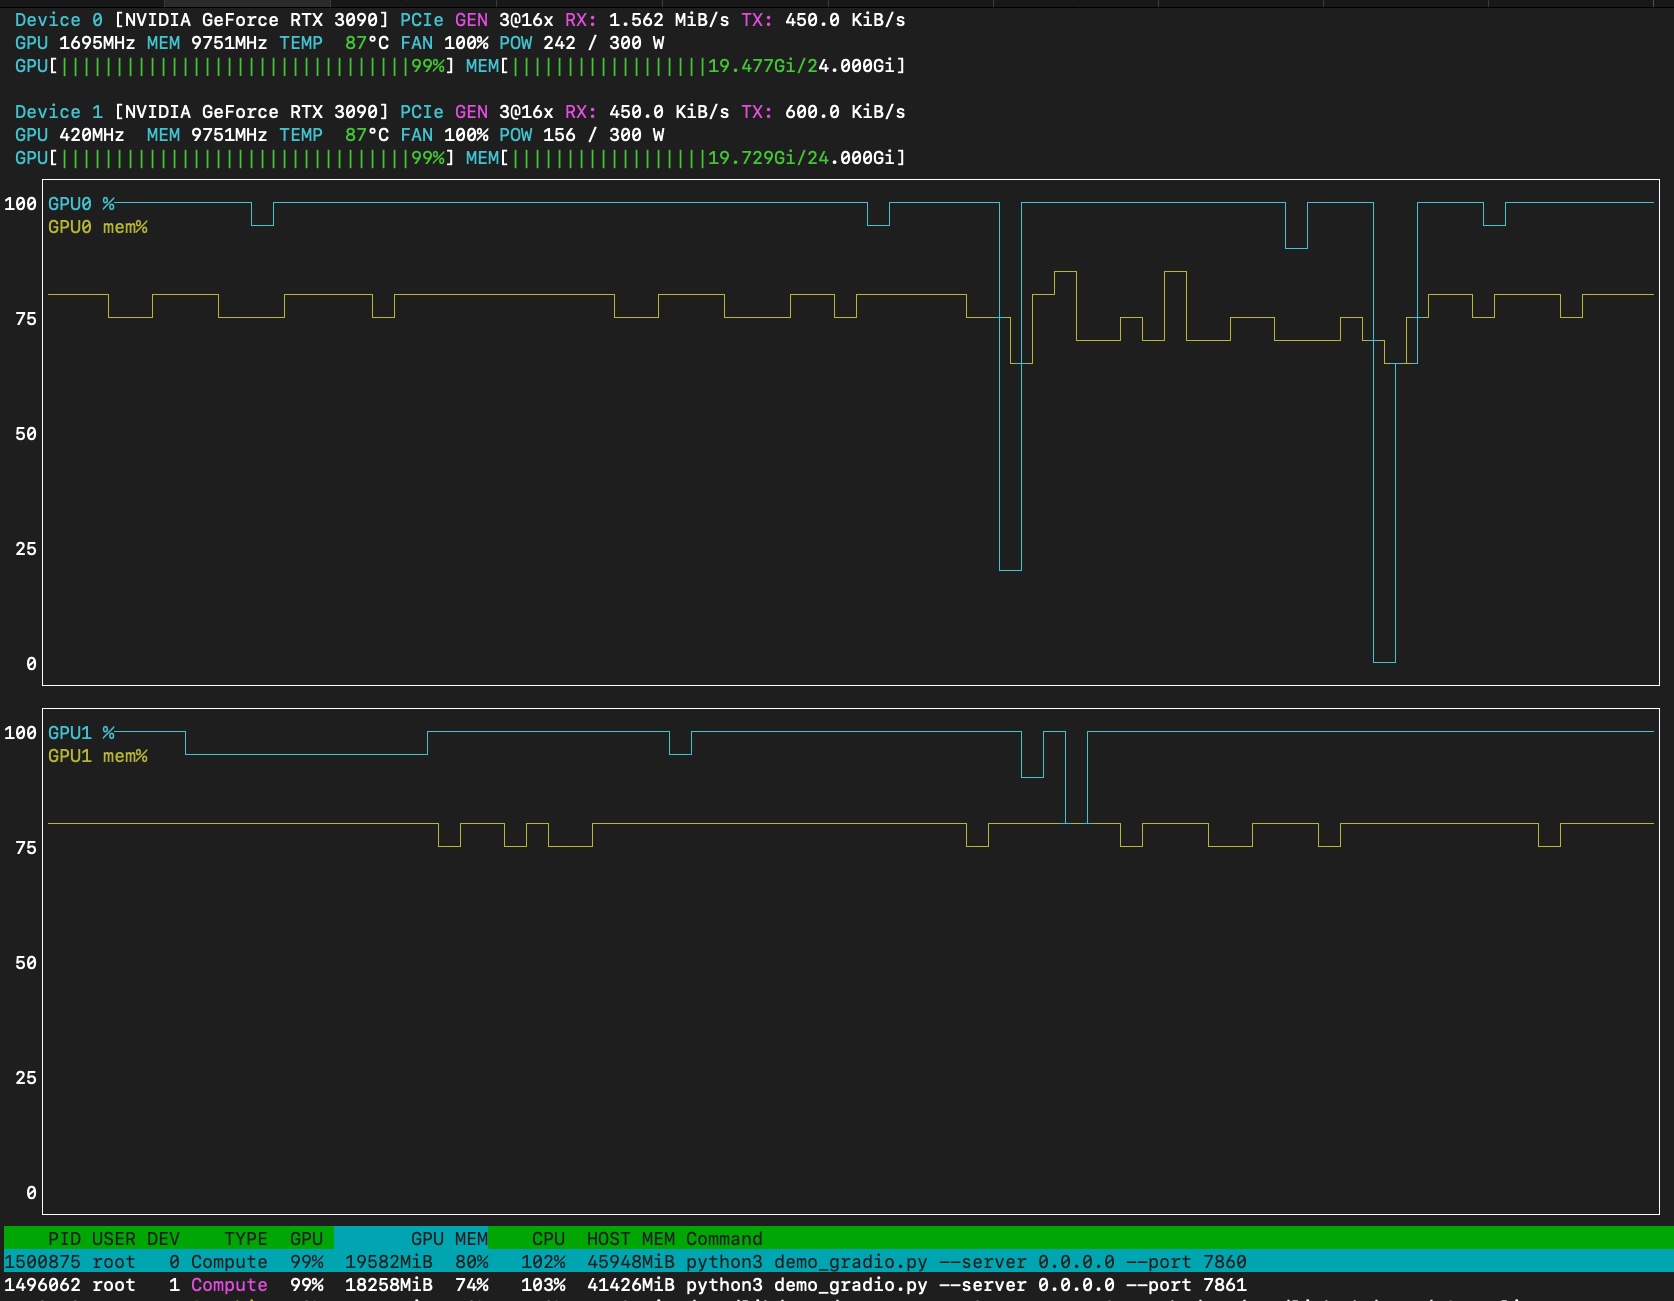 Device 0 [NVIDIA GeForce RTX 3090] PCIe GEN 3@16x RX: 1.562 MiB/s TX: 450.0 KiB/s
GPU 1695MHz MEM 9751MHz TEMP  87°C FAN 100% POW 242 / 300 W
GPU[||||||||||||||||||||||||||||||||99%] MEM[||||||||||||||||||19.477Gi/24.000Gi]
Device 1 [NVIDIA GeForce RTX 3090] PCIe GEN 3@16x RX: 450.0 KiB/s TX: 600.0 KiB/s
GPU 420MHz  MEM 9751MHz TEMP  87°C FAN 100% POW 156 / 300 W
GPU[||||||||||||||||||||||||||||||||99%] MEM[||||||||||||||||||19.729Gi/24.000Gi]
100 GPU0 %
GPU0 mem%
75
50
25
0
100 GPU1 %
GPU1 mem%
75
50
25
0
PID USER DEV TYPE GPU GPU MEM CPU HOST MEM Command
1500875 root 0 Compute 99% 19582MiB 80% 102% 45948MiB python3 demo_gradio.py --server 0.0.0.0 --port 7860
1496062 root 1 Compute 99% 18258MiB 74% 103% 41426MiB python3 demo_gradio.py --server 0.0.0.0 --port 7861